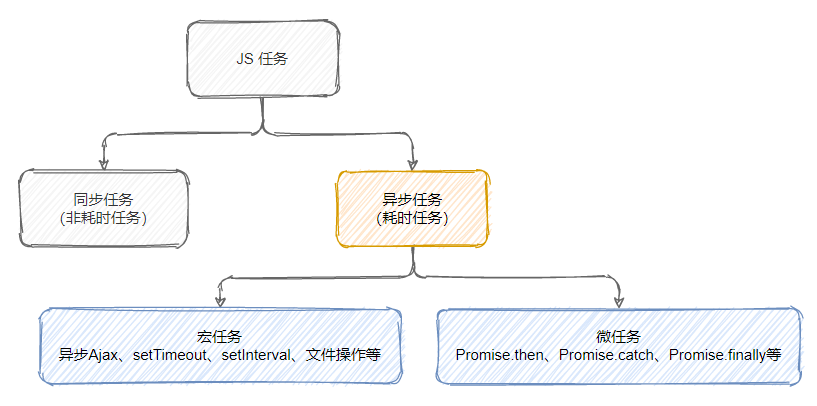 JS 任务
同步任务
(非耗时任务)
异步任务
(耗时任务)
宏任务
异步Ajax、setTimeout、setInterval、文件操作等
微任务
Promise.then、Promise.catch、Promise.finally等